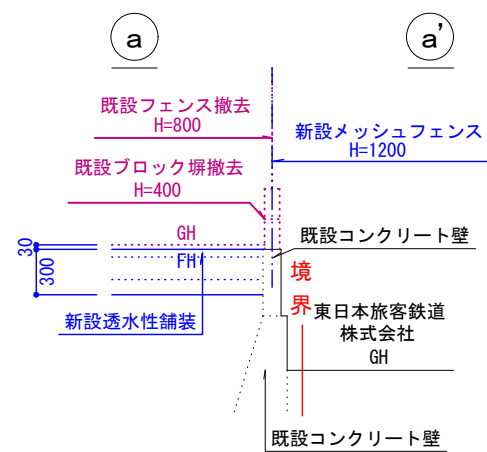 a
a'
既設フェンス撤去
H=800
新設メッシュフェンス
H=1200
既設ブロック塀撤去
H=400
GH
既設コンクリート壁
30
FH
300
境
界
新設透水性舗装
東日本旅客鉄道
株式会社
GH
既設コンクリート壁